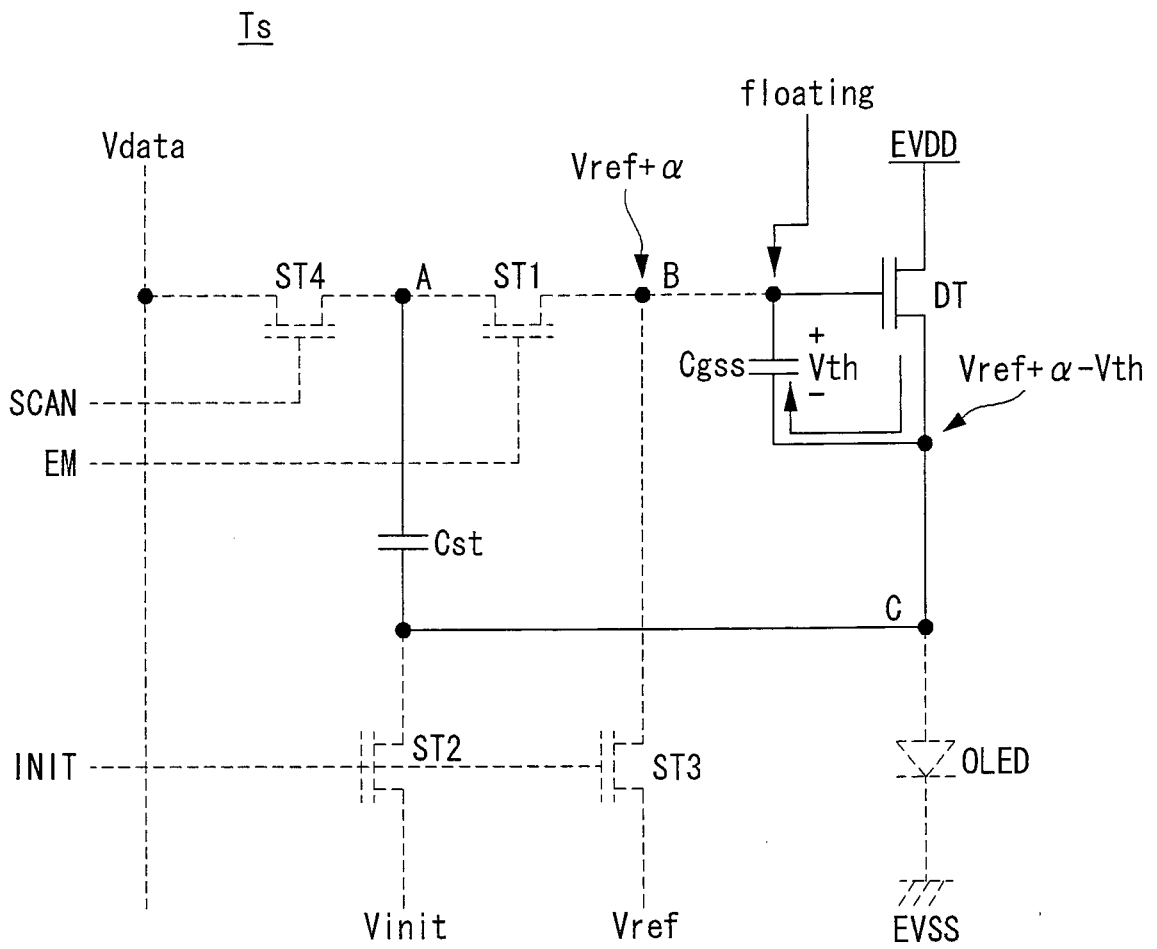 Ts
floating
Vdata
EVDD
Vref+α
ST4
A
ST1
B
DT
+
Cgss
Vth
-
Vref+α-Vth
SCAN
EM
Cst
C
INIT
ST2
ST3
OLED
Vinit
Vref
EVSS